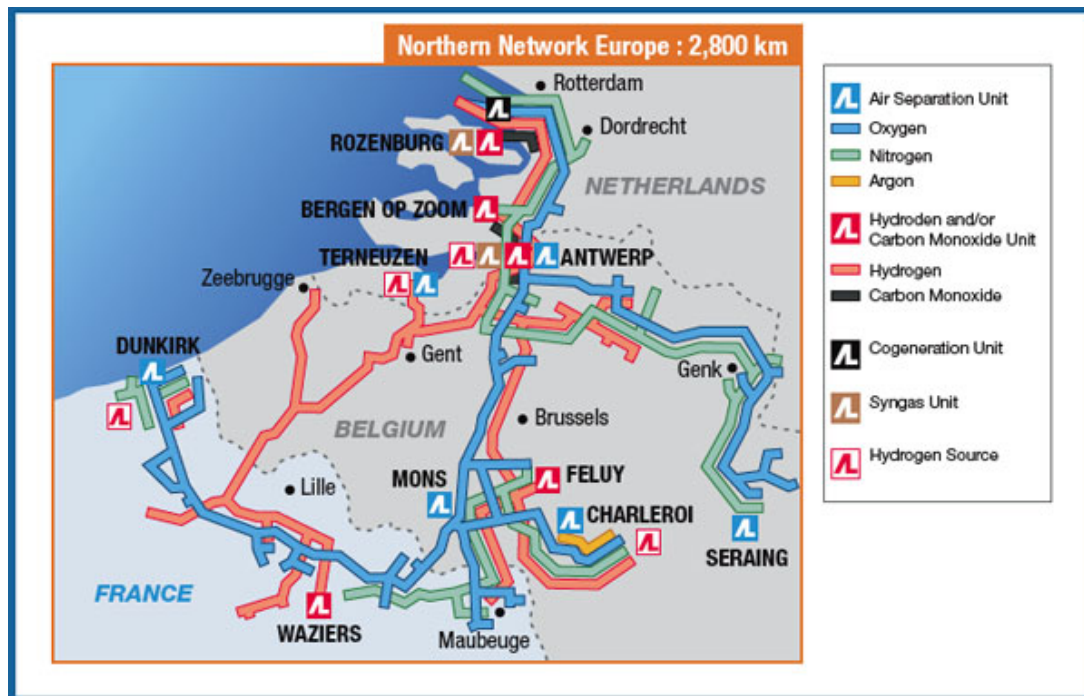 Northern Network Europe : 2,800 km
Rotterdam
Dordrecht
ROZENBURG
NETHERLANDS
BERGEN OP ZOOM
TERNEUZEN
ANTWERP
Zeebrugge
DUNKIRK
Gent
Genk
BELGIUM
Brussels
Lille
MONS
FELUY
CHARLEROI
SERAING
FRANCE
WAZIERS
Maubeuge
Air Separation Unit
Oxygen
Nitrogen
Argon
Hydroden and/or
Carbon Monoxide Unit
Hydrogen
Carbon Monoxide
Cogeneration Unit
Syngas Unit
Hydrogen Source